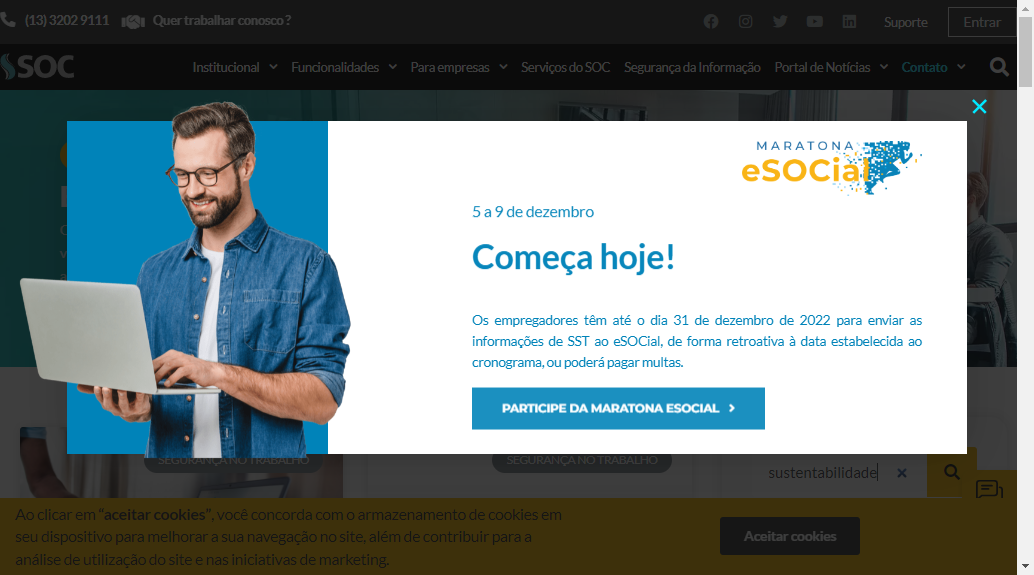 (13) 3202 9111 Quer trabalhar conosco ? Suporte Entrar
SOC Institucional Funcionalidades Para empresas Serviços do SOC Segurança da Informação Portal de Notícias Contato
MARATONA
eSOCial
5 a 9 de dezembro
Começa hoje!
Os empregadores têm até o dia 31 de dezembro de 2022 para enviar as
informações de SST ao eSOCial, de forma retroativa à data estabelecida ao
cronograma, ou poderá pagar multas.
PARTICIPE DA MARATONA ESOCIAL
SEGURANÇA NO TRABALHO SEGURANÇA NO TRABALHO
sustentabilidade
Ao clicar em "aceitar cookies", você concorda com o armazenamento de cookies em
seu dispositivo para melhorar a sua navegação no site, além de contribuir para a
análise de utilização do site e nas iniciativas de marketing.
Aceitar cookies